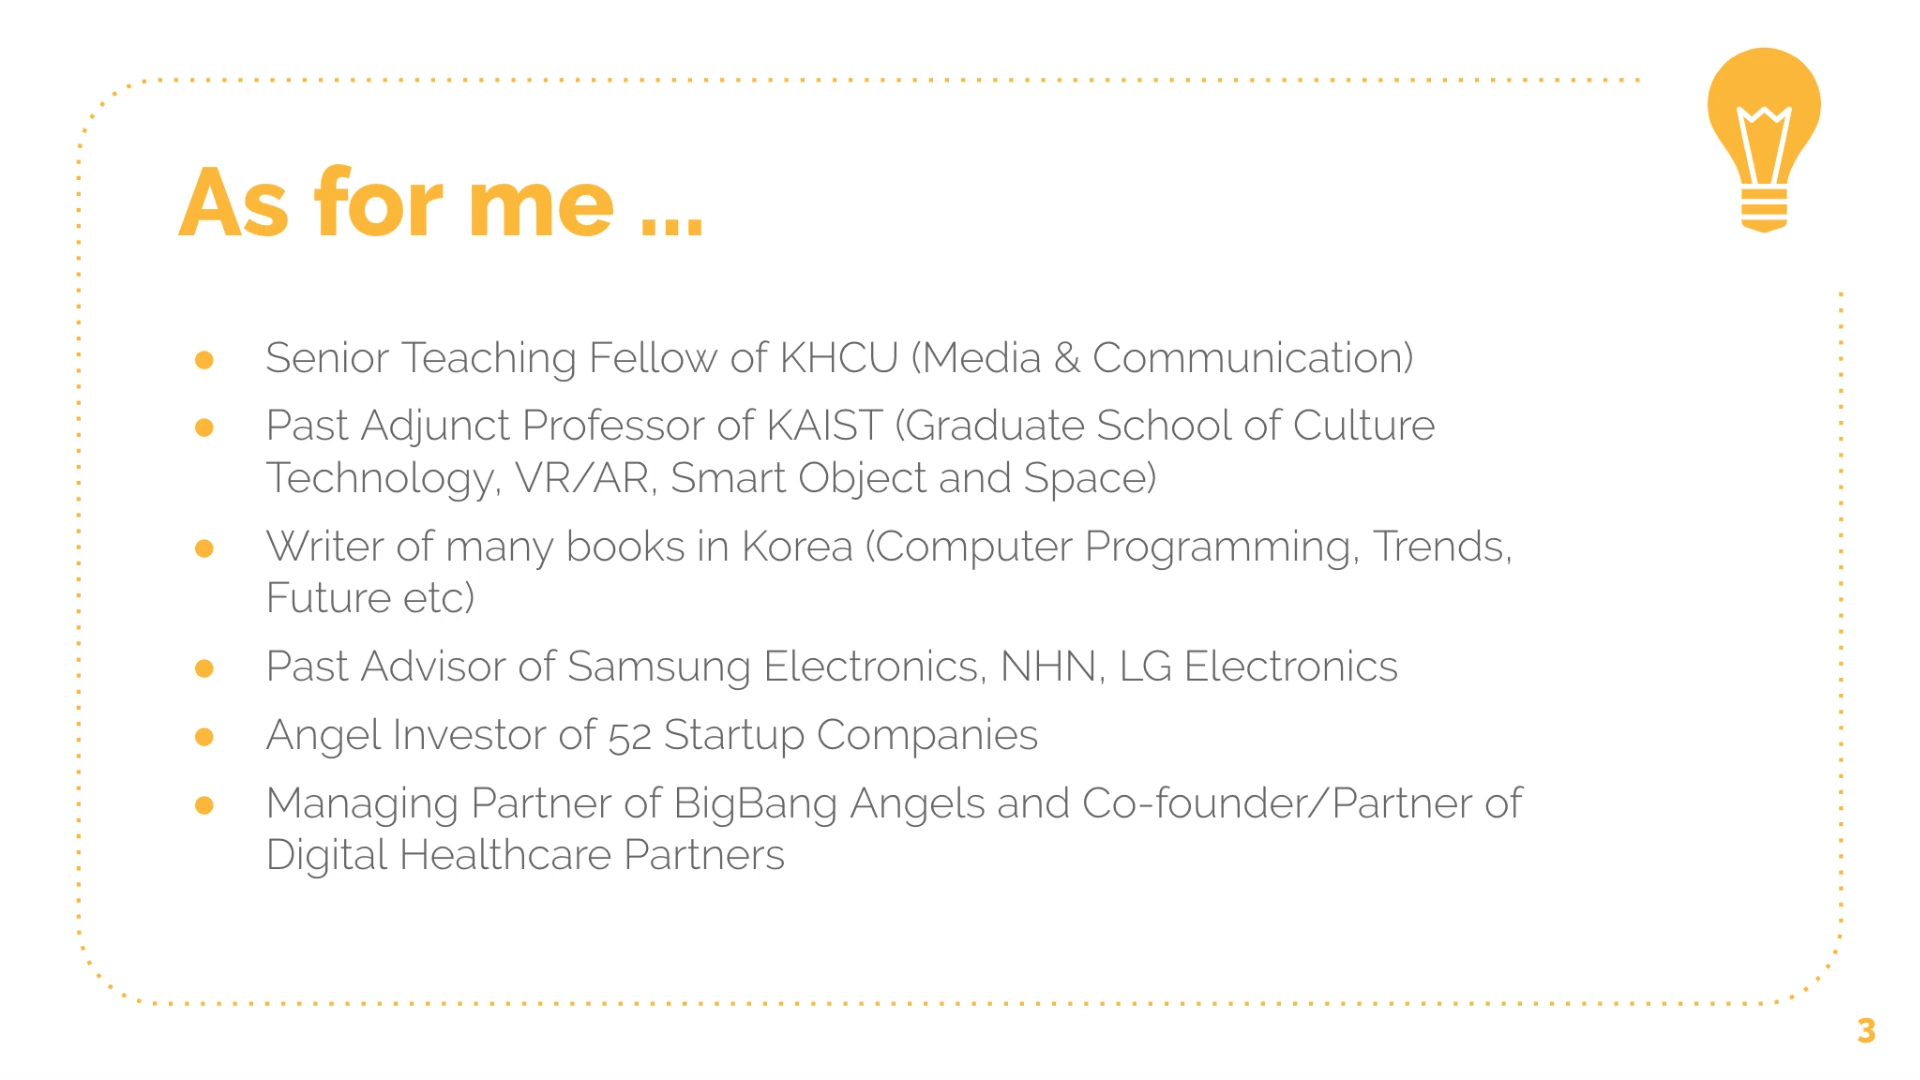 As for me ...
● Senior Teaching Fellow of KHCU (Media & Communication)
● Past Adjunct Professor of KAIST (Graduate School of Culture
Technology, VR/AR, Smart Object and Space)
● Writer of many books in Korea (Computer Programming, Trends,
Future etc)
● Past Advisor of Samsung Electronics, NHN, LG Electronics
● Angel Investor of 52 Startup Companies
● Managing Partner of BigBang Angels and Co-founder/Partner of
Digital Healthcare Partners
3